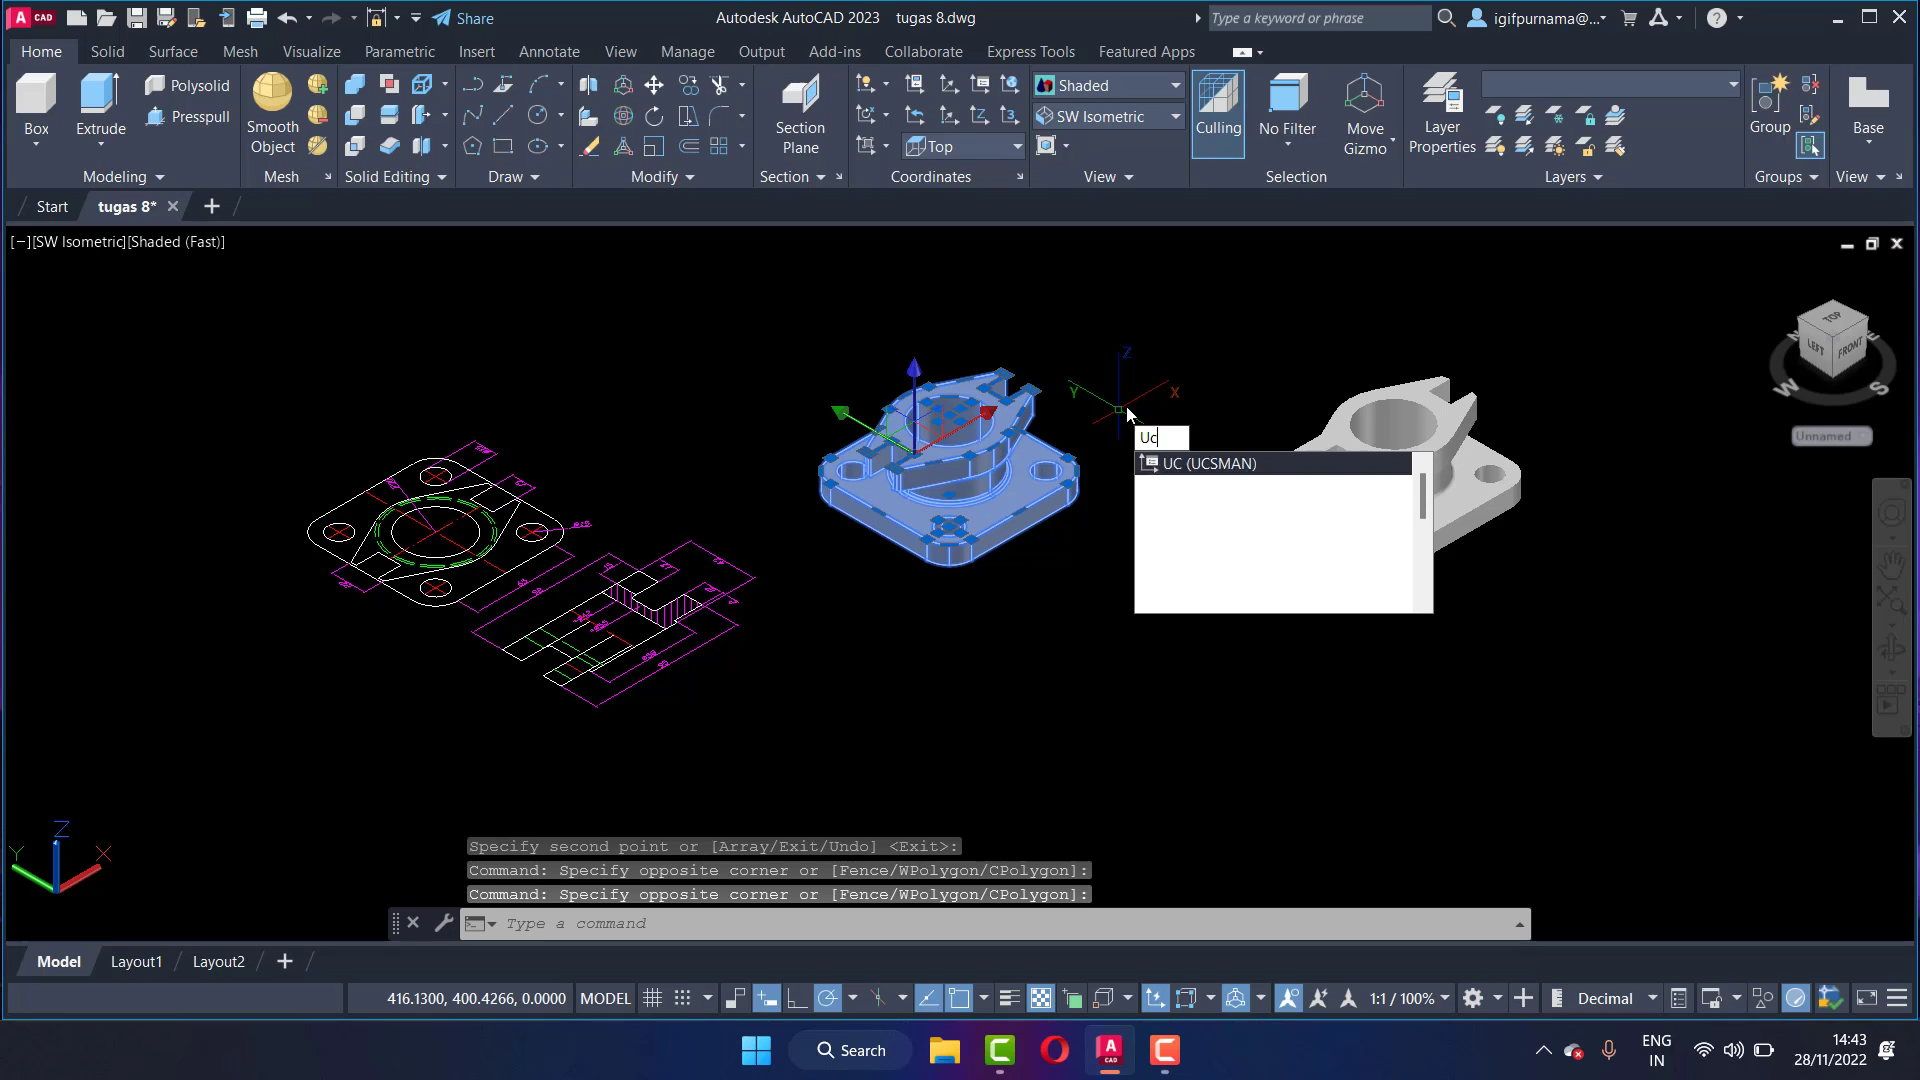 CAD
Share
Autodesk AutoCAD 2023 tugas 8.dwg
Type a keyword or phrase
igifpurnama@...
Home
Solid
Surface
Mesh
Visualize
Parametric
Insert
Annotate
View
Manage
Output
Add-ins
Collaborate
Express Tools
Featured Apps
Box
Extrude
Polysolid
Presspull
Smooth Object
Section Plane
Top
Shaded
SW Isometric
Culling
No Filter
Move Gizmo
Layer Properties
Group
Base
Modeling
Mesh
Solid Editing
Draw
Modify
Section
Coordinates
View
Selection
Layers
Groups
View
Start
tugas 8*
[−][SW Isometric][Shaded (Fast)]
TOP
LEFT
FRONT
W
S
Unnamed
Z
Y
X
Uc
UC (UCSMAN)
Z
Y
X
Specify second point or [Array/Exit/Undo] <Exit>:
Command: Specify opposite corner or [Fence/WPolygon/CPolygon]:
Command: Specify opposite corner or [Fence/WPolygon/CPolygon]:
Type a command
Model
Layout1
Layout2
416.1300, 400.4266, 0.0000
MODEL
1:1 / 100%
Decimal
Search
A
CAD
ENG
IN
14:43
28/11/2022